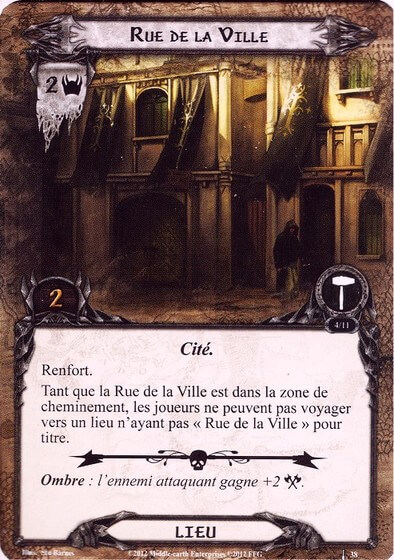 RUE DE LA VILLE
2
2
4/11
Cité.
Renfort.
Tant que la Rue de la Ville est dans la zone de
cheminement, les joueurs ne peuvent pas voyager
vers un lieu n'ayant pas « Rue de la Ville » pour
titre.
Ombre : l'ennemi attaquant gagne +2
LIEU
©2012 Middle-earth Enterprises ©2012 FFG
38